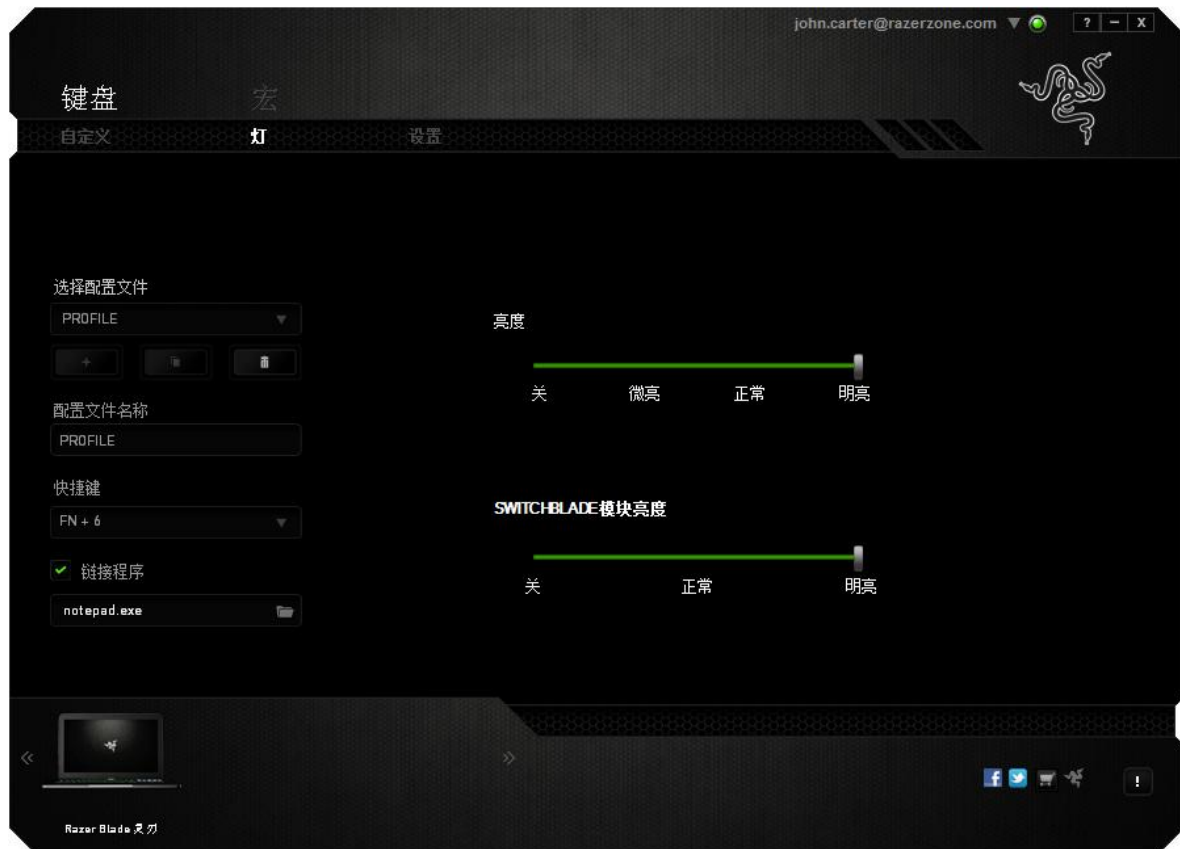 john.carter@razerzone.com
? - X
键盘 宏
自定义 灯 设置
选择配置文件
PROFILE
配置文件名称
PROFILE
快捷键
FN + 6
链接程序
notepad.exe
亮度
关 微亮 正常 明亮
SWITCHBLADE模块亮度
关 正常 明亮
Razer Blade 灵刃
f
!